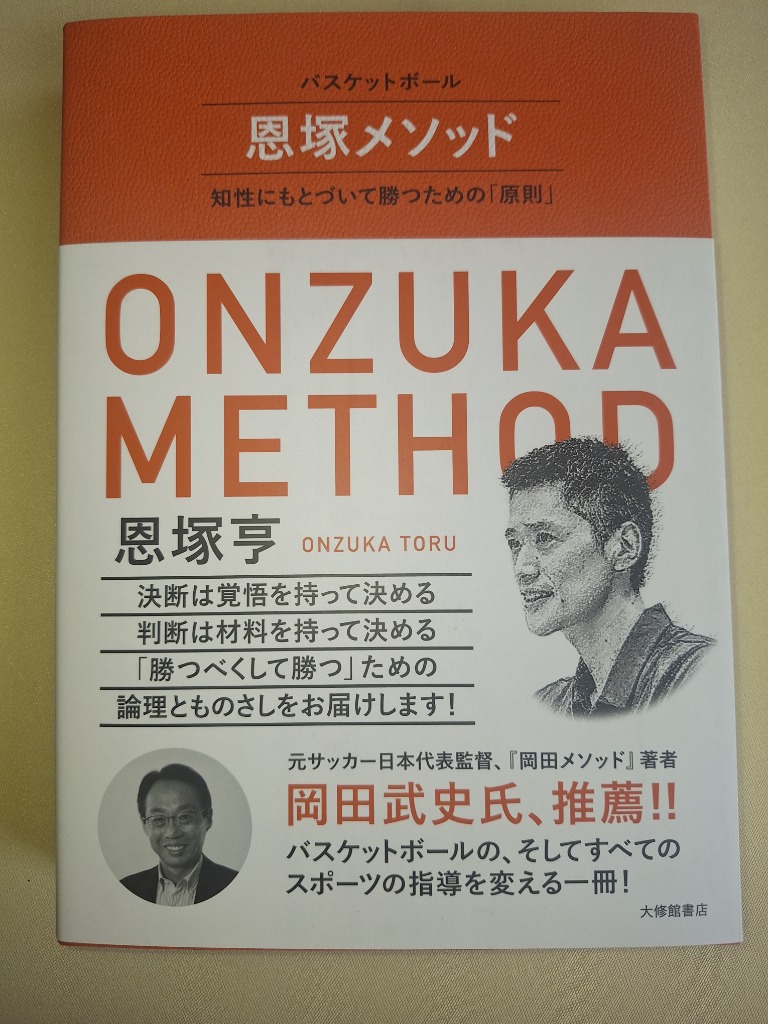 バスケットボール
恩塚メソッド
知性にもとづいて勝つための「原則」
ONZUKA
METHOD
恩塚亨 ONZUKA TORU
決断は覚悟を持って決める
判断は材料を持って決める
「勝つべくして勝つ」ための
論理とものさしをお届けします!
元サッカー日本代表監督、『岡田メソッド』著者
岡田武史氏、推薦!!
バスケットボールの、そしてすべての
スポーツの指導を変える一冊!
大修館書店